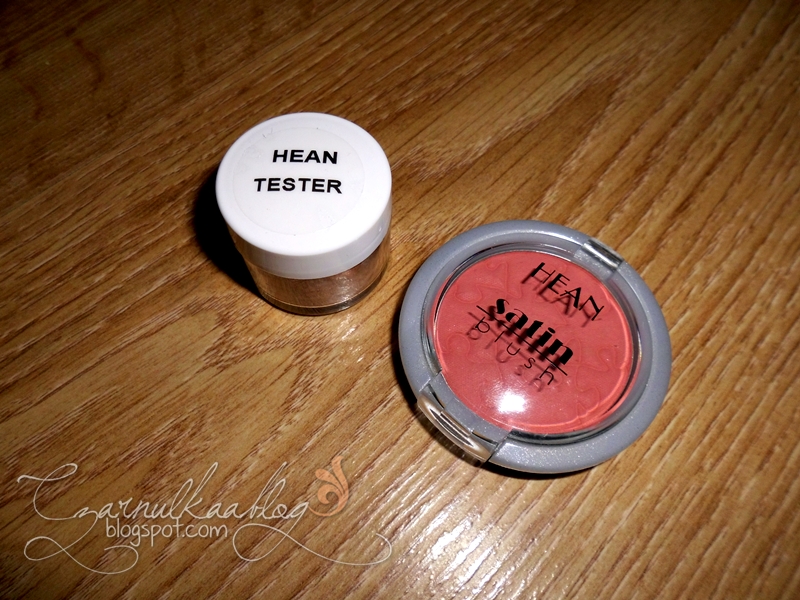 HEAN
TESTER
HEAN
satin
blush
Czarnulkaablog
blogspot.com